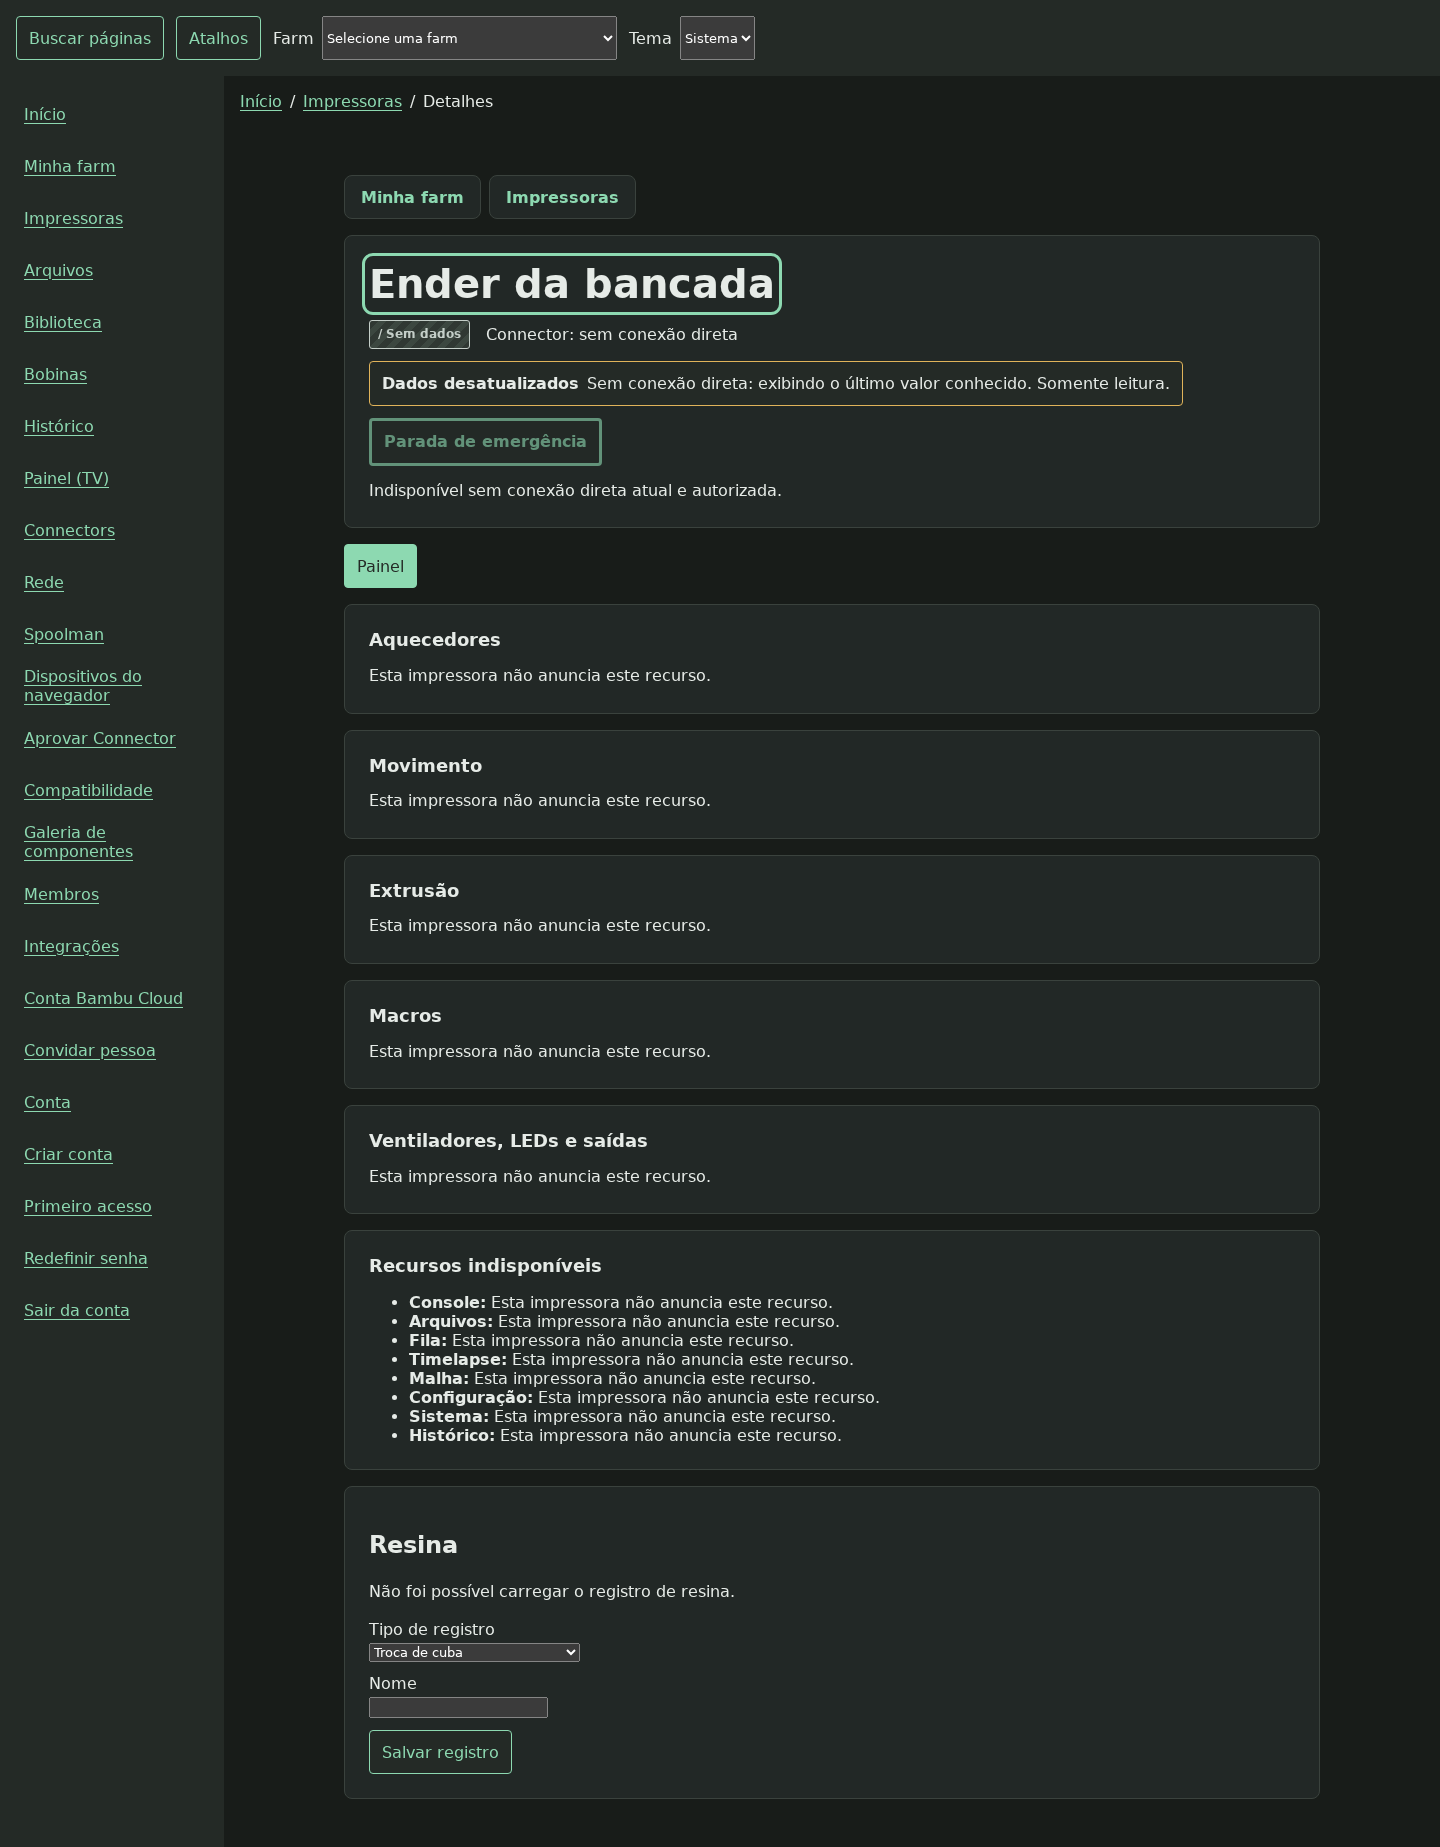 Buscar páginas Atalhos Farm Selecione uma farm Tema Sistema
Início
Minha farm
Impressoras
Arquivos
Biblioteca
Bobinas
Histórico
Painel (TV)
Connectors
Rede
Spoolman
Dispositivos do
navegador
Aprovar Connector
Compatibilidade
Galeria de
componentes
Membros
Integrações
Conta Bambu Cloud
Convidar pessoa
Conta
Criar conta
Primeiro acesso
Redefinir senha
Sair da conta
Início / Impressoras / Detalhes
Minha farm Impressoras
Ender da bancada
/ Sem dados Connector: sem conexão direta
Dados desatualizados Sem conexão direta: exibindo o último valor conhecido. Somente leitura.
Parada de emergência
Indisponível sem conexão direta atual e autorizada.
Painel
Aquecedores
Esta impressora não anuncia este recurso.
Movimento
Esta impressora não anuncia este recurso.
Extrusão
Esta impressora não anuncia este recurso.
Macros
Esta impressora não anuncia este recurso.
Ventiladores, LEDs e saídas
Esta impressora não anuncia este recurso.
Recursos indisponíveis
• Console: Esta impressora não anuncia este recurso.
• Arquivos: Esta impressora não anuncia este recurso.
• Fila: Esta impressora não anuncia este recurso.
• Timelapse: Esta impressora não anuncia este recurso.
• Malha: Esta impressora não anuncia este recurso.
• Configuração: Esta impressora não anuncia este recurso.
• Sistema: Esta impressora não anuncia este recurso.
• Histórico: Esta impressora não anuncia este recurso.
Resina
Não foi possível carregar o registro de resina.
Tipo de registro
Troca de cuba
Nome
Salvar registro